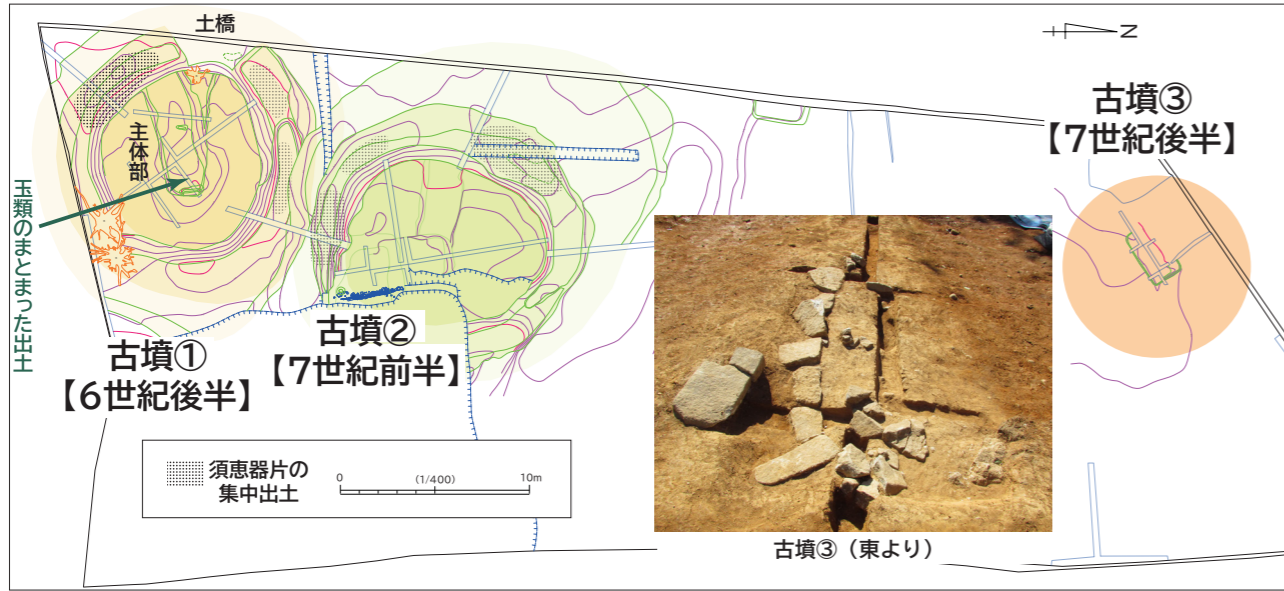 土橋
N
主体部
玉類のまとまった出土
古墳①
【6世紀後半】
古墳②
【7世紀前半】
古墳③
【7世紀後半】
須恵器片の
集中出土
0 (1/400) 10m
古墳③（東より）